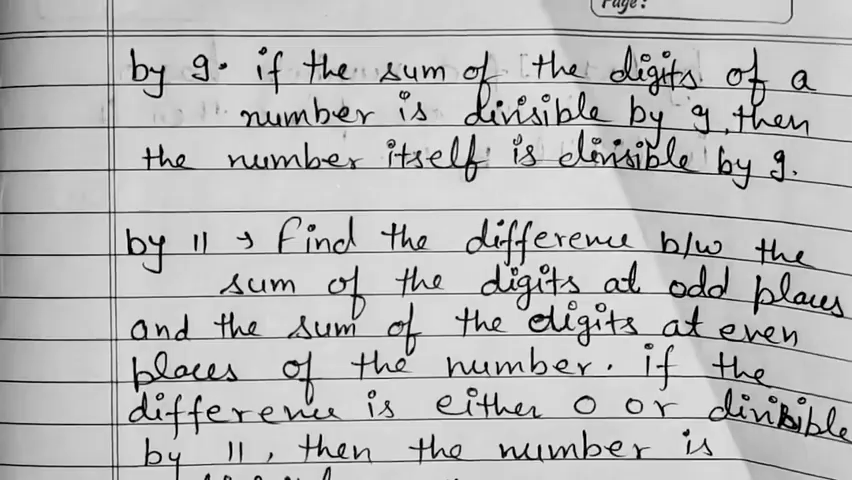 Page:
by 9. if the sum of the digits of a
number is divisible by 9, then
the number itself is divisible by 9.
by 11 → find the difference b/w the
sum of the digits at odd places
and the sum of the digits at even
places of the number. if the
difference is either 0 or divisible
by 11, then the number is